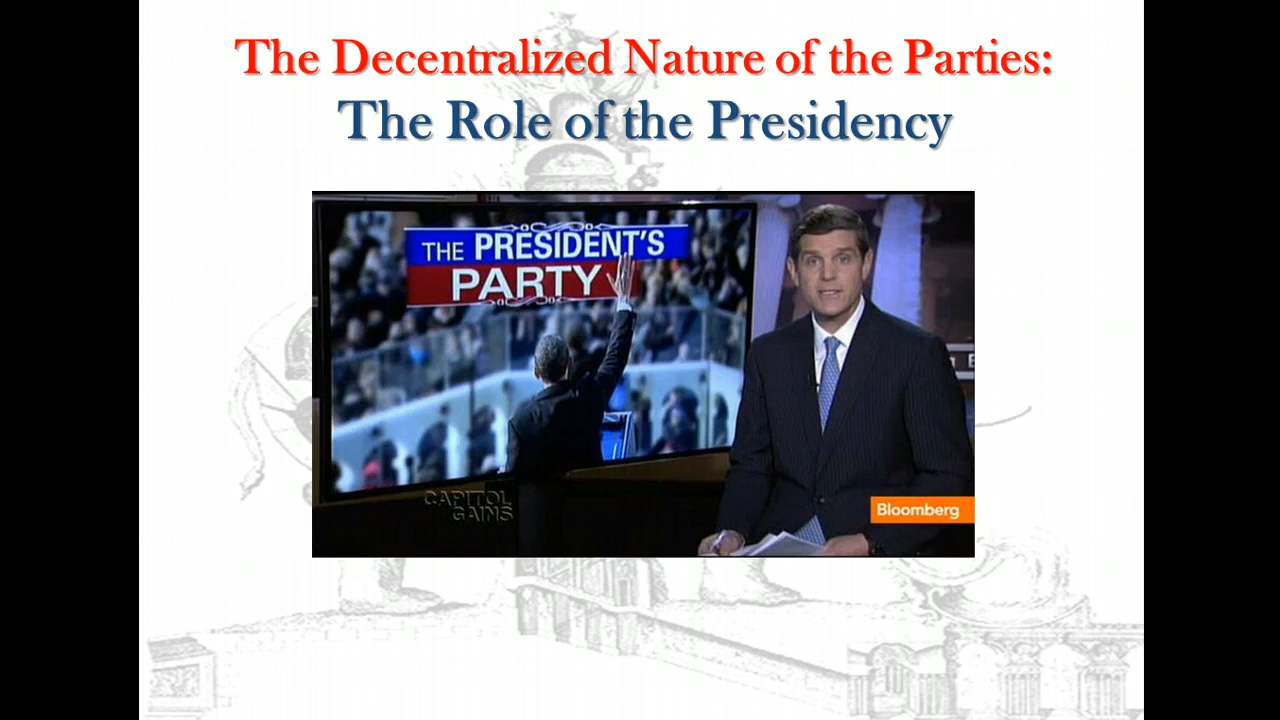 The Decentralized Nature of the Parties:
The Role of the Presidency
THE PRESIDENT'S
PARTY
CAPITOL
GAINS
Bloomberg